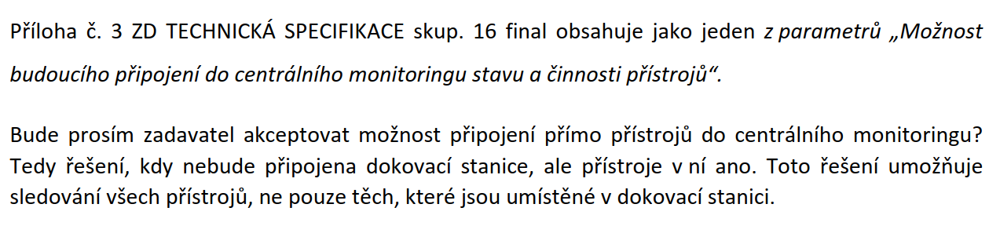 Příloha č. 3 ZD TECHNICKÁ SPECIFIKACE skup. 16 final obsahuje jako jeden z parametrů „Možnost
budoucího připojení do centrálního monitoringu stavu a činnosti přístrojů“.
Bude prosím zadavatel akceptovat možnost připojení přímo přístrojů do centrálního monitoringu?
Tedy řešení, kdy nebude připojena dokovací stanice, ale přístroje v ní ano. Toto řešení umožňuje
sledování všech přístrojů, ne pouze těch, které jsou umístěné v dokovací stanici.